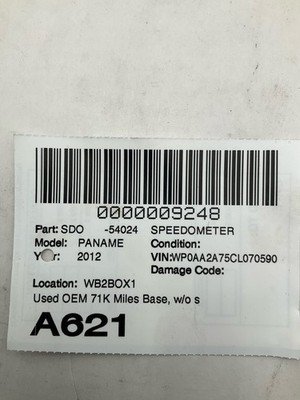 0000009248
Part: SDO -54024 SPEEDOMETER
Model: PANAME Condition:
Year: 2012 VIN:WP0AA2A75CL070590
Damage Code:
Location: WB2BOX1
Used OEM 71K Miles Base, w/o s
A621